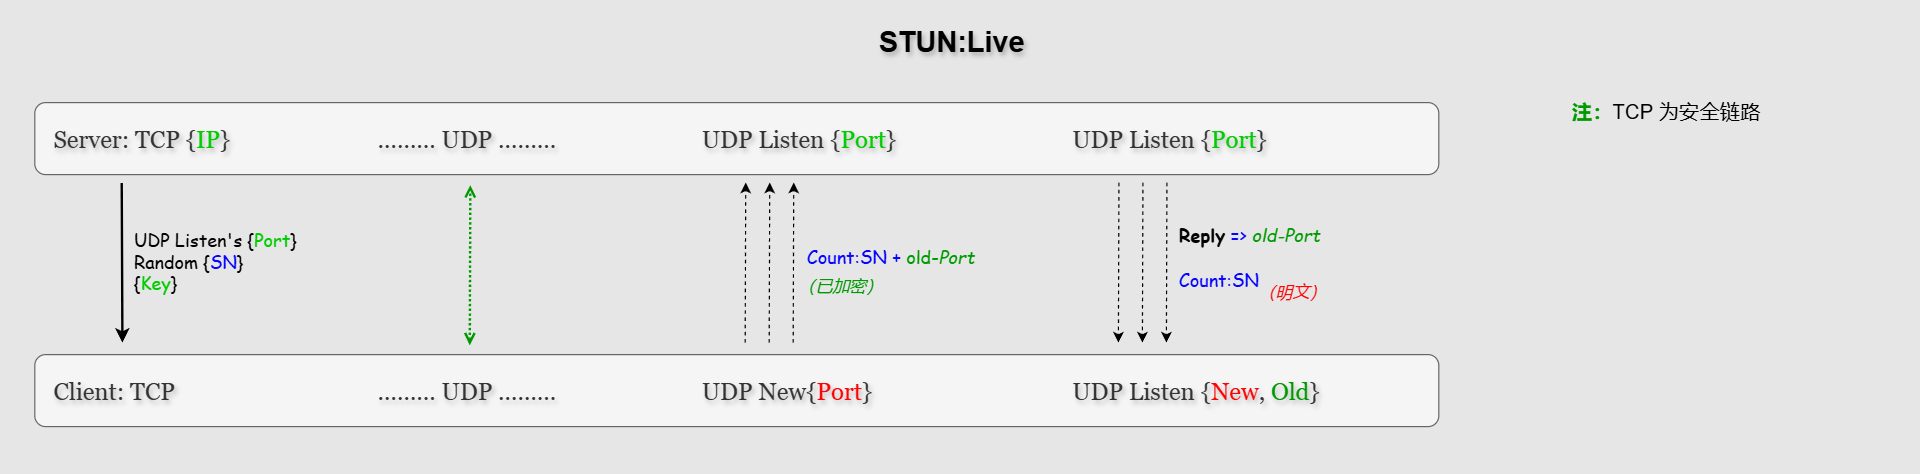 STUN:Live
注：TCP 为安全链路
Server: TCP {IP}
......... UDP .........
UDP Listen {Port}
UDP Listen {Port}
UDP Listen's {Port}
Random {SN}
{Key}
Count:SN + old-Port
(已加密)
Reply => old-Port
Count:SN (明文)
Client: TCP
......... UDP .........
UDP New{Port}
UDP Listen {New, Old}